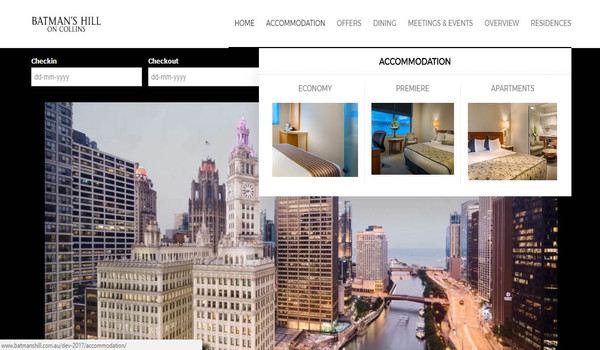 BATMAN'S HILL
ON COLLINS
HOME ACCOMMODATION OFFERS DINING MEETINGS & EVENTS OVERVIEW RESIDENCES
Checkin Checkout
dd-mm-yyyy dd-mm-yyyy
ACCOMMODATION
ECONOMY PREMIERE APARTMENTS
www.batmanshill.com.au/dev-2017/accommodation/